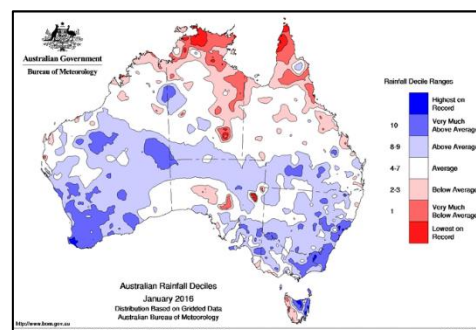 Australian Government
Bureau of Meteorology
Rainfall Decile Ranges
Highest on
Record
10
Very Much
Above Average
8-9
Above Average
4-7
Average
2-3
Below Average
1
Very Much
Below Average
Lowest on
Record
Australian Rainfall Deciles
January 2016
Distribution Based on Gridded Data
Australian Bureau of Meteorology
http://www.bom.gov.au